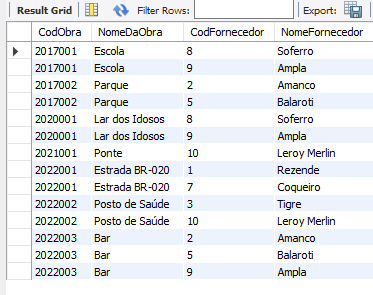 Result Grid Filter Rows: Export:
CodObra NomeDaObra CodFornecedor NomeFornecedor
2017001 Escola 8 Soferro
2017001 Escola 9 Ampla
2017002 Parque 2 Amanco
2017002 Parque 5 Balaroti
2020001 Lar dos Idosos 8 Soferro
2020001 Lar dos Idosos 9 Ampla
2021001 Ponte 10 Leroy Merlin
2022001 Estrada BR-020 1 Rezende
2022001 Estrada BR-020 7 Coqueiro
2022002 Posto de Saúde 3 Tigre
2022002 Posto de Saúde 10 Leroy Merlin
2022003 Bar 2 Amanco
2022003 Bar 5 Balaroti
2022003 Bar 9 Ampla